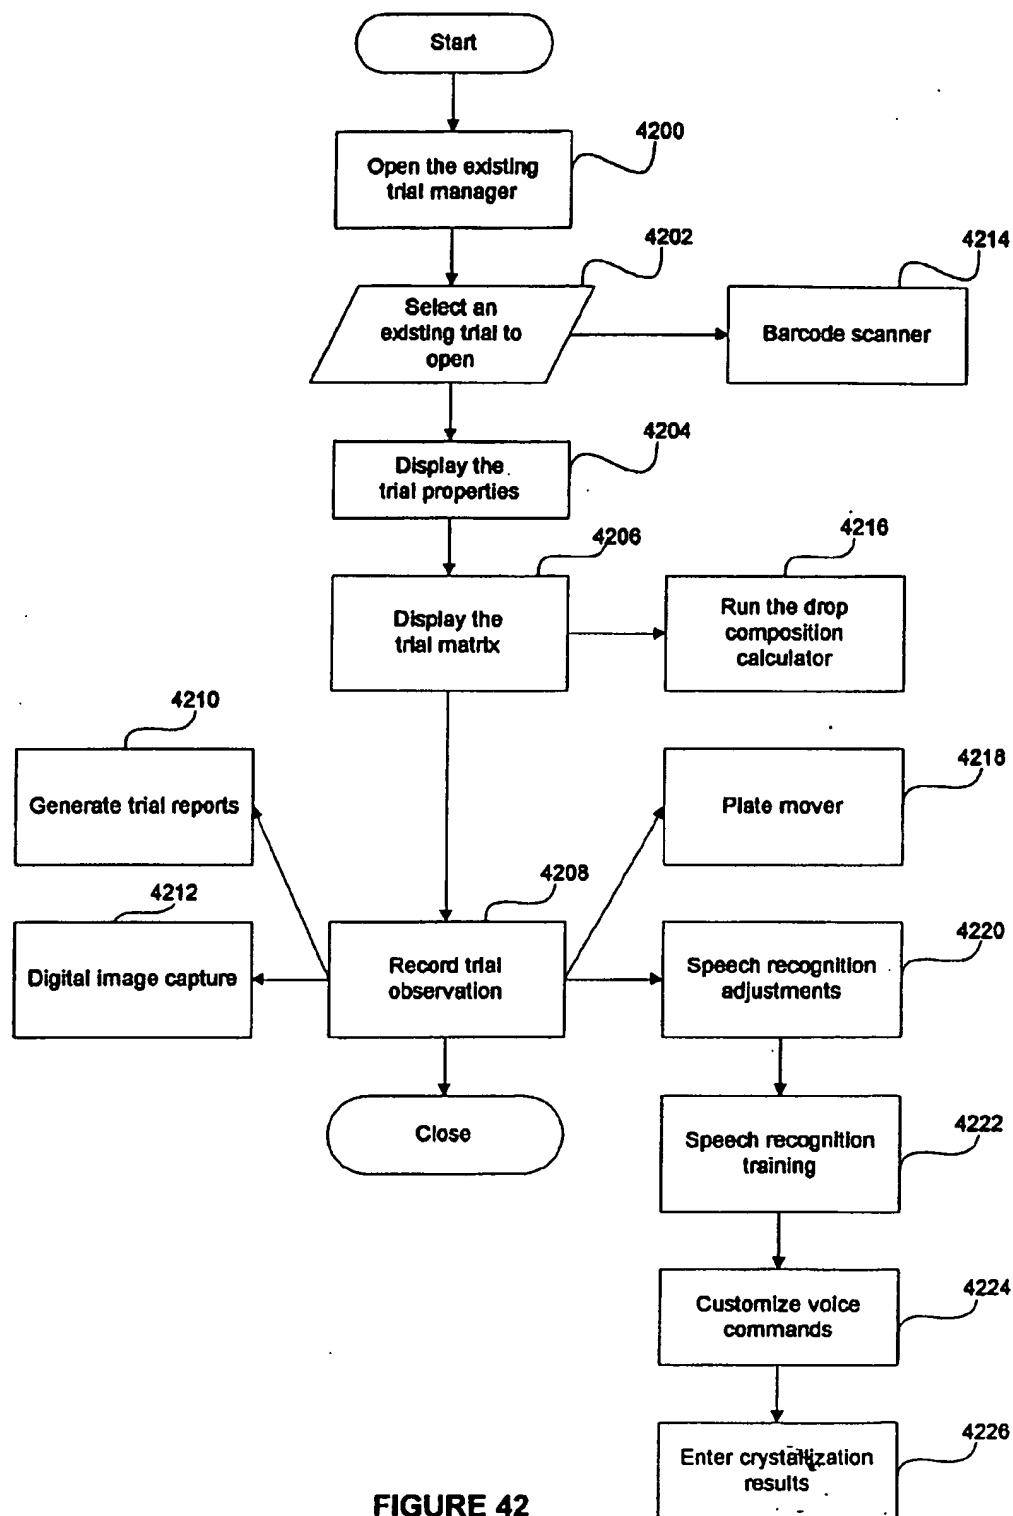 Start
4200
Open the existing
trial manager
4202
4214
Select an
existing trial to
open
Barcode scanner
4204
Display the
trial properties
4206
4216
Display the
trial matrix
Run the drop
composition
calculator
4210
4218
Generate trial reports
Plate mover
4212
4208
4220
Digital image capture
Record trial
observation
Speech recognition
adjustments
4222
Close
Speech recognition
training
4224
Customize voice
commands
4226
Enter crystallization
results
FIGURE 42